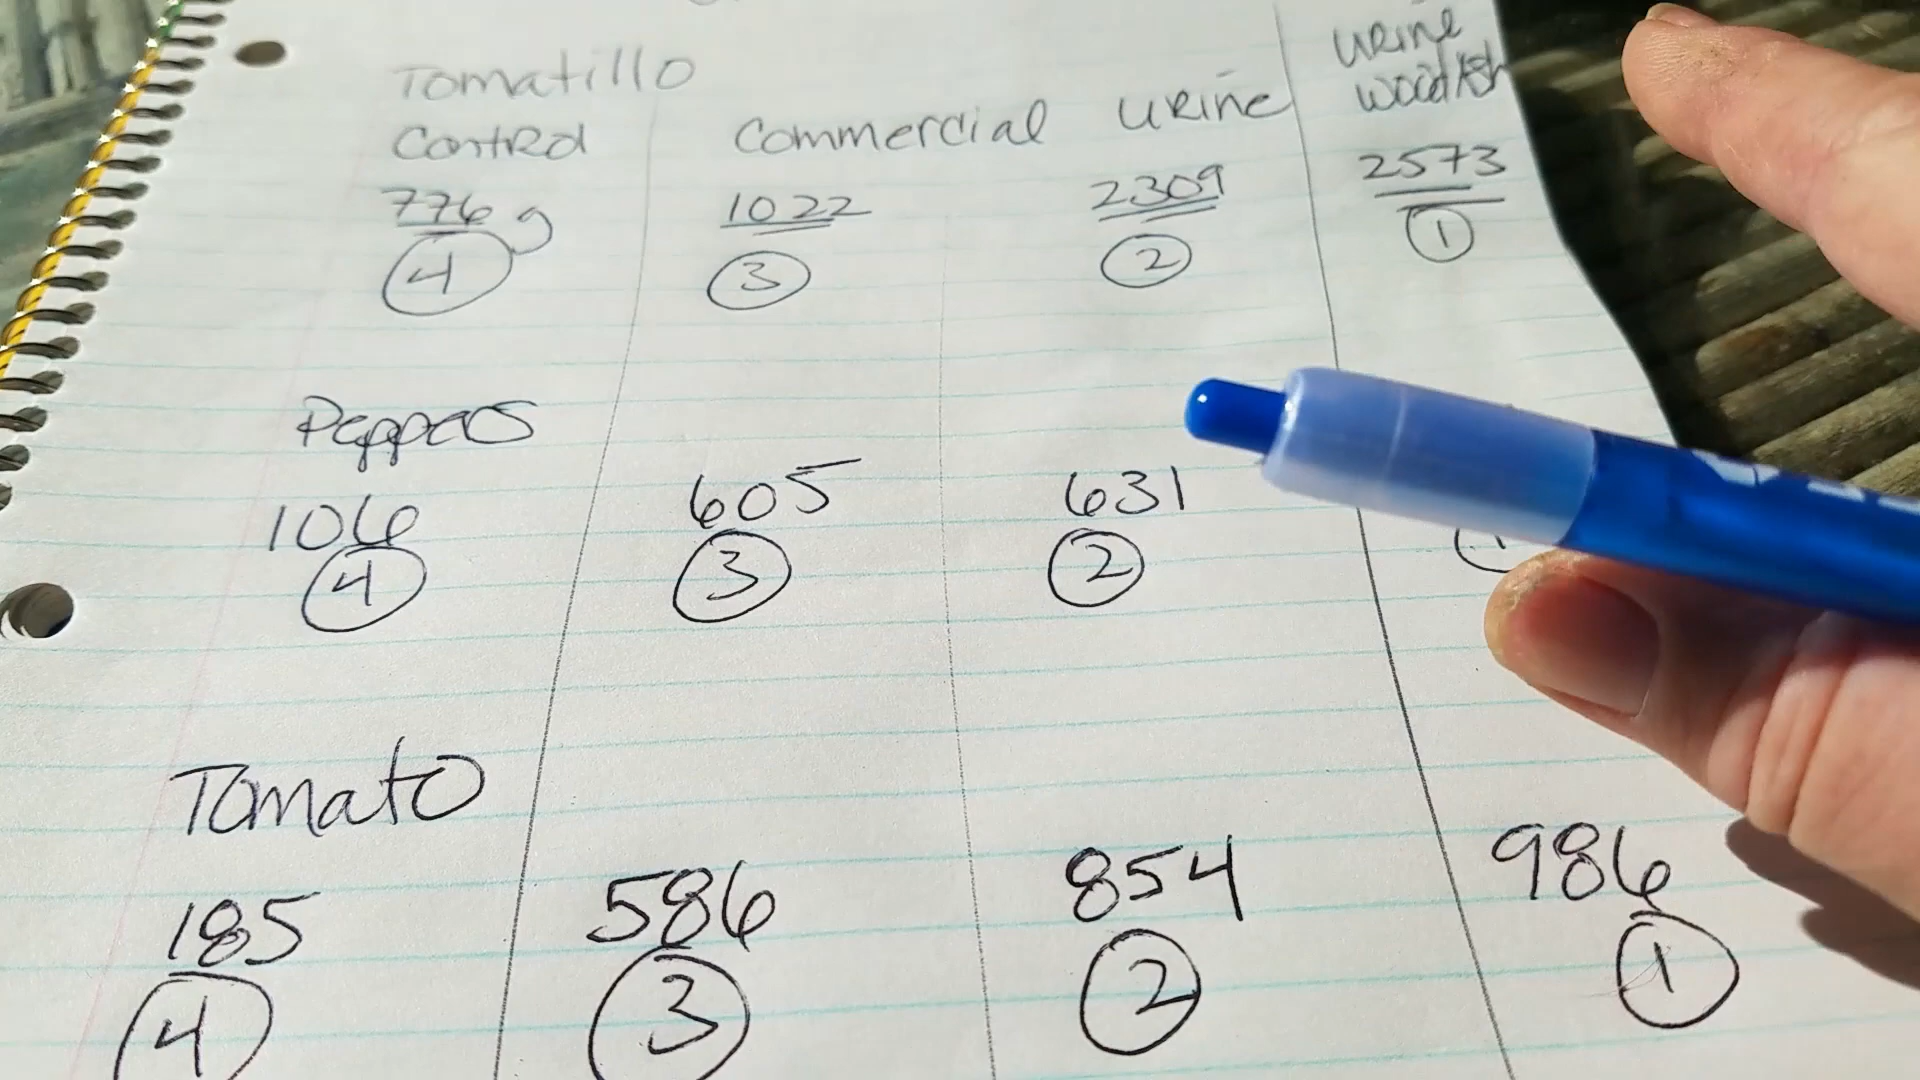 Tomatillo
Control Commercial urine urine wood Ash
776 g 1022 2309 2573
4 3 2 1
Peppers
106 605 631
4 3 2 1
Tomato
185 586 854 986
4 3 2 1